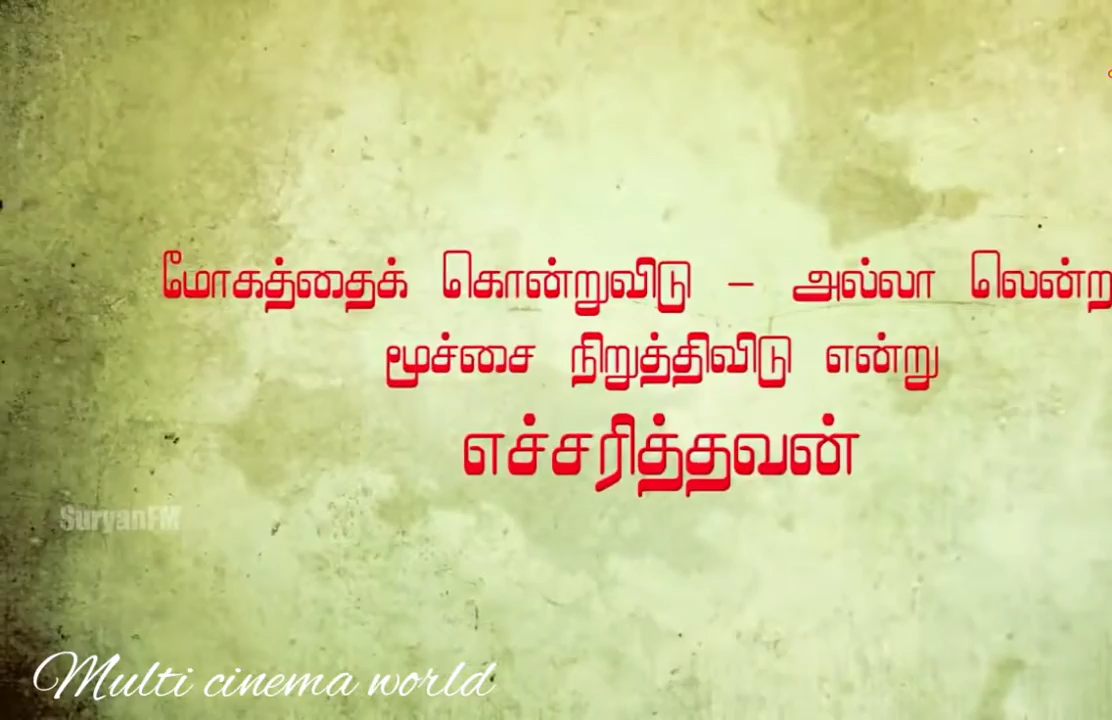 மோகத்தைக் கொன்றுவிடு – அல்லா லென்ற
மூச்சை நிறுத்திவிடு என்று
எச்சரித்தவன்
SuryanFM
Multi cinema world